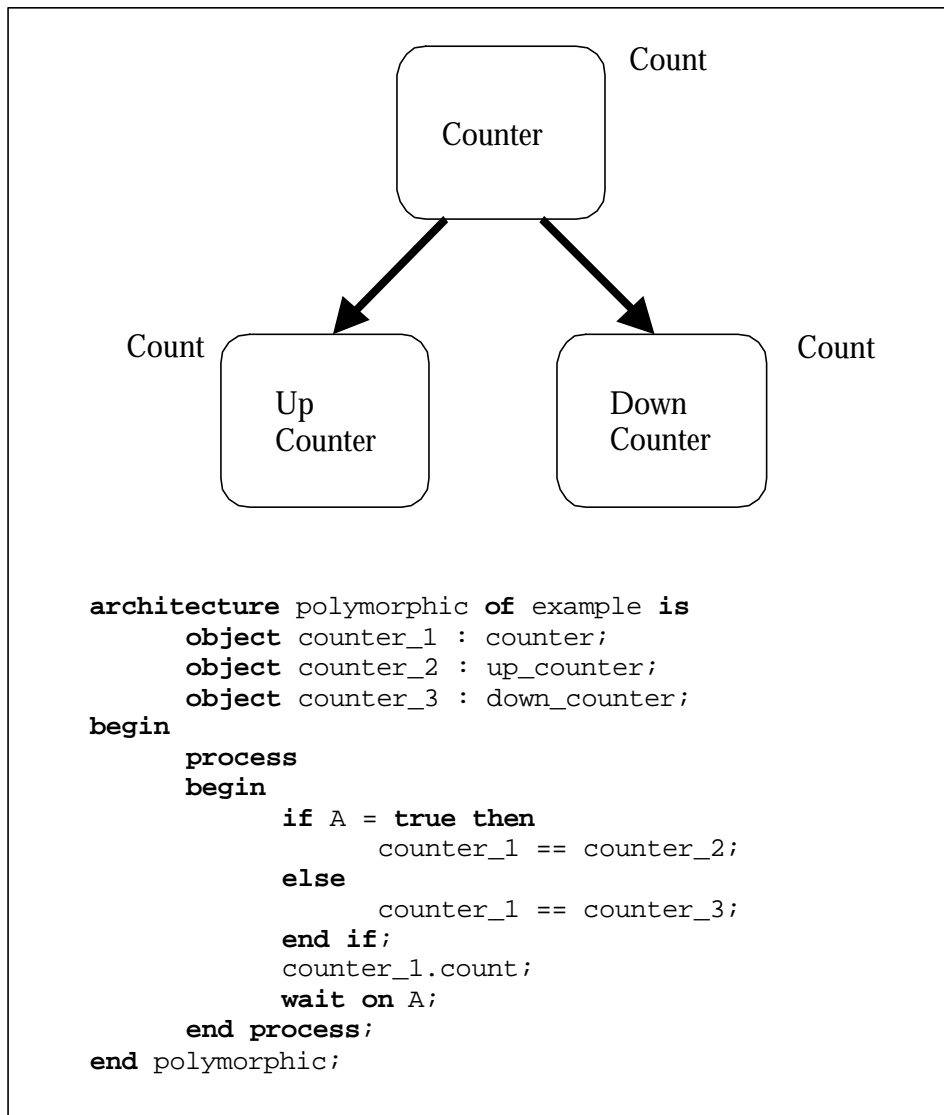 Count
Counter
Count
Count
Up
Counter
Down
Counter
architecture polymorphic of example is
object counter_1 : counter;
object counter_2 : up_counter;
object counter_3 : down_counter;
begin
process
begin
if A = true then
counter_1 == counter_2;
else
counter_1 == counter_3;
end if;
counter_1.count;
wait on A;
end process;
end polymorphic;